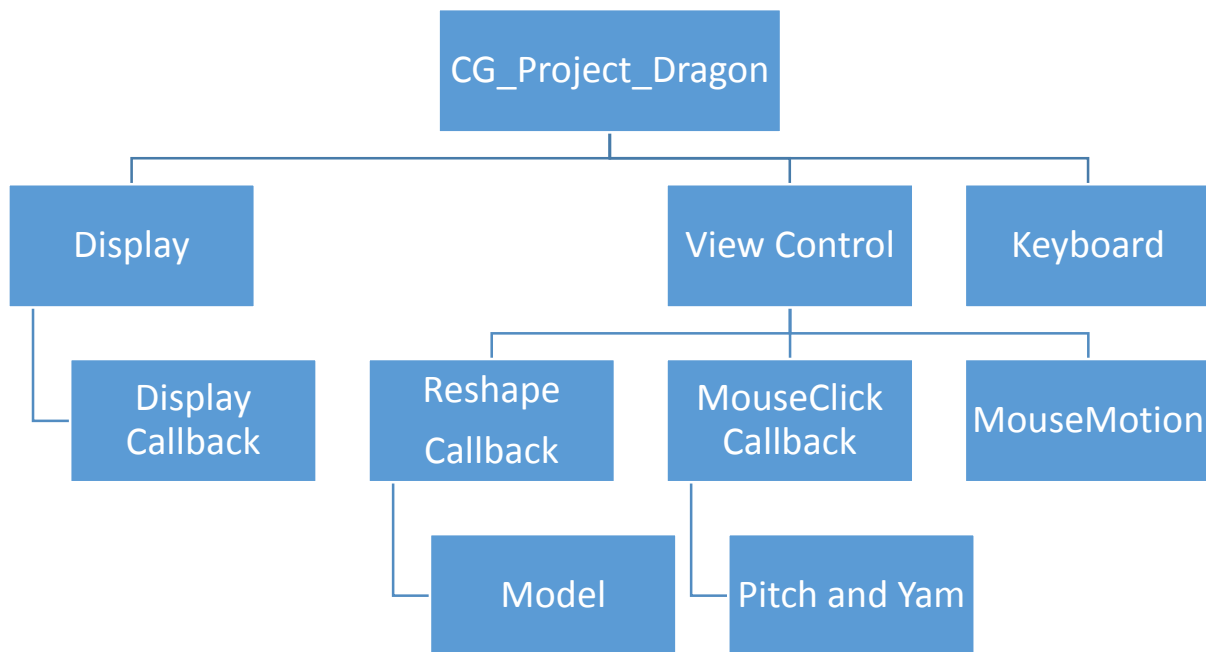 CG_Project_Dragon
Display
View Control
Keyboard
Display
Callback
Reshape
Callback
MouseClick
Callback
MouseMotion
Model
Pitch and Yam